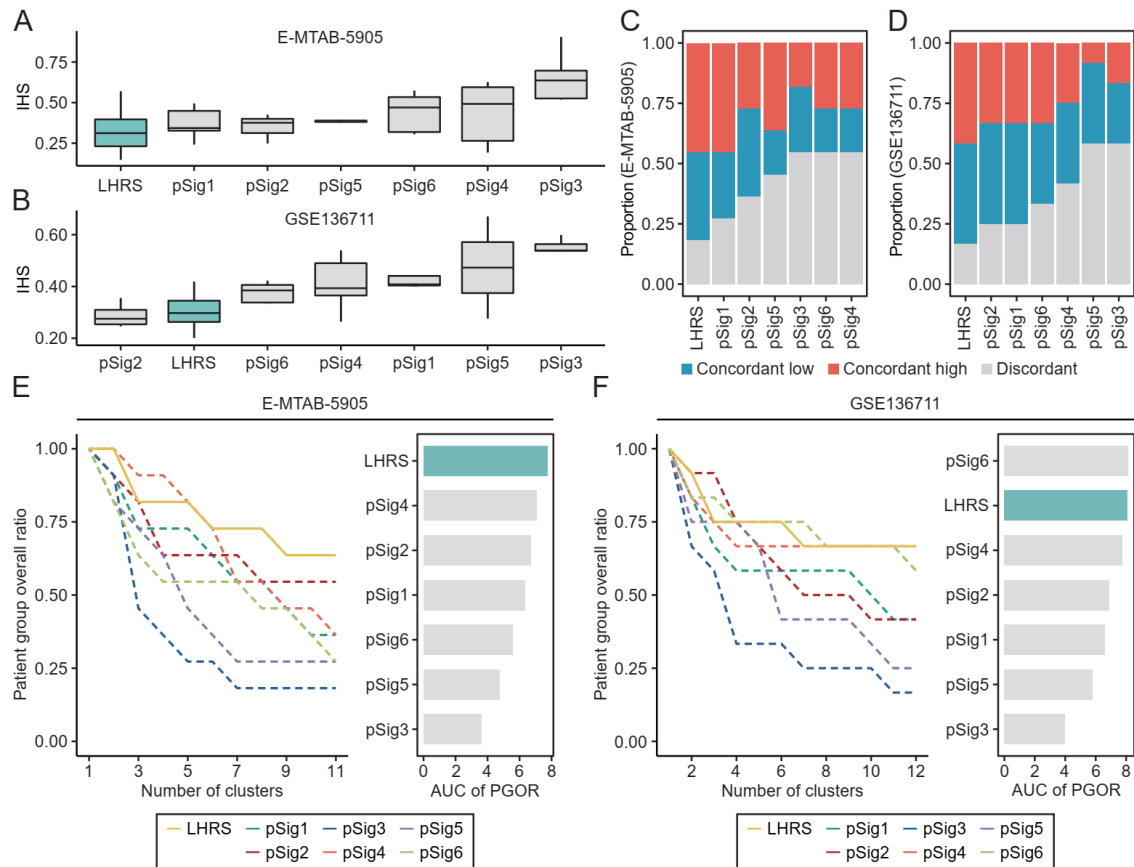 A
E-MTAB-5905
IHS
0.75
0.50
0.25
LHRS pSig1 pSig2 pSig5 pSig6 pSig4 pSig3
B
GSE136711
IHS
0.60
0.40
0.20
pSig2 LHRS pSig6 pSig4 pSig1 pSig5 pSig3
C
Proportion (E-MTAB-5905)
1.00
0.75
0.50
0.25
0.00
LHRS pSig1 pSig2 pSig5 pSig3 pSig6 pSig4
D
Proportion (GSE136711)
1.00
0.75
0.50
0.25
0.00
LHRS pSig2 pSig1 pSig6 pSig4 pSig5 pSig3
Concordant low Concordant high Discordant
E
E-MTAB-5905
Patient group overall ratio
1.00
0.75
0.50
0.25
0.00
1 3 5 7 9 11
Number of clusters
LHRS
pSig4
pSig2
pSig1
pSig6
pSig5
pSig3
0 2 4 6 8
AUC of PGOR
LHRS pSig1 pSig3 pSig5
pSig2 pSig4 pSig6
F
GSE136711
Patient group overall ratio
1.00
0.75
0.50
0.25
0.00
2 4 6 8 10 12
Number of clusters
pSig6
LHRS
pSig4
pSig2
pSig1
pSig5
pSig3
0 2 4 6 8
AUC of PGOR
LHRS pSig1 pSig3 pSig5
pSig2 pSig4 pSig6